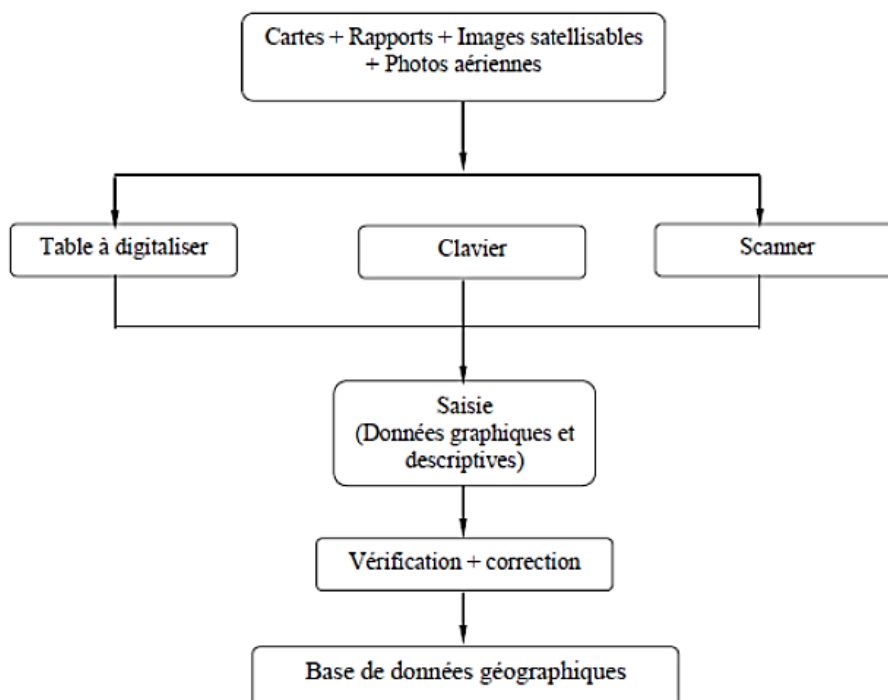 Cartes + Rapports + Images satellisables
+ Photos aériennes
Table à digitaliser
Clavier
Scanner
Saisie
(Données graphiques et
descriptives)
Vérification + correction
Base de données géographiques